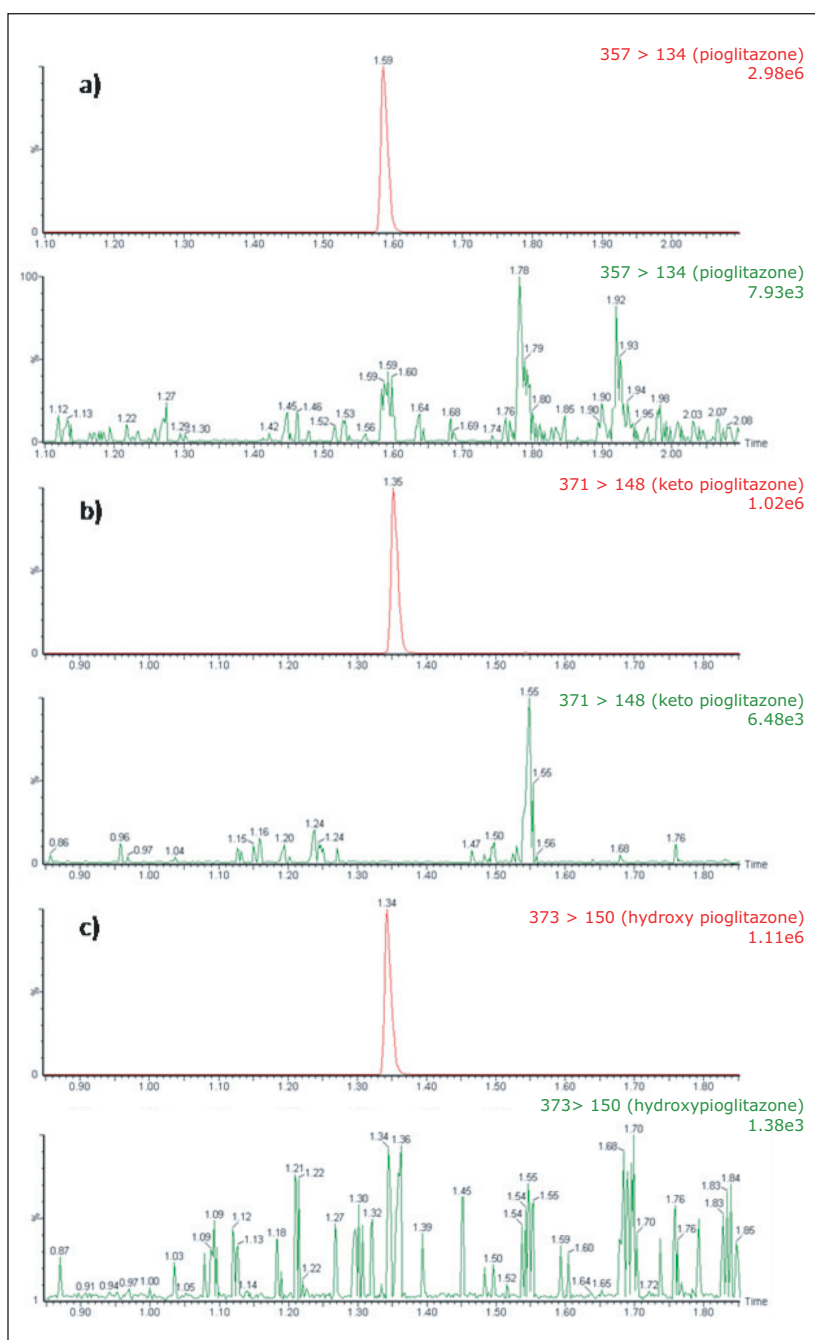 357 > 134 (pioglitazone)
2.98e6
a)
1.59
%
0
1.10 1.20 1.30 1.40 1.50 1.60 1.70 1.80 1.90 2.00
357 > 134 (pioglitazone)
7.93e3
100
%
0
1.12 1.13 1.22 1.27 1.29 1.30 1.42 1.45 1.46 1.52 1.53 1.56 1.59 1.59 1.60 1.64 1.68 1.69 1.74 1.76 1.78 1.79 1.80 1.85 1.90 1.90 1.92 1.93 1.94 1.95 1.98 2.03 2.07 2.08
1.10 1.20 1.30 1.40 1.50 1.60 1.70 1.80 1.90 2.00 Time
371 > 148 (keto pioglitazone)
1.02e6
b)
1.35
%
0
0.90 1.00 1.10 1.20 1.30 1.40 1.50 1.60 1.70 1.80
371 > 148 (keto pioglitazone)
6.48e3
%
0
0.86 0.96 0.97 1.04 1.15 1.16 1.20 1.24 1.24 1.47 1.50 1.55 1.55 1.56 1.68 1.76
0.90 1.00 1.10 1.20 1.30 1.40 1.50 1.60 1.70 1.80 Time
373 > 150 (hydroxy pioglitazone)
1.11e6
c)
1.34
%
0
0.90 1.00 1.10 1.20 1.30 1.40 1.50 1.60 1.70 1.80
373> 150 (hydroxypioglitazone)
1.38e3
%
1
0.87 0.91 0.94 0.97 1.00 1.03 1.05 1.09 1.09 1.12 1.13 1.14 1.18 1.21 1.22 1.22 1.27 1.30 1.32 1.34 1.36 1.39 1.45 1.50 1.52 1.54 1.54 1.55 1.55 1.59 1.60 1.64 1.65 1.68 1.70 1.70 1.72 1.76 1.76 1.83 1.83 1.84 1.85
0.90 1.00 1.10 1.20 1.30 1.40 1.50 1.60 1.70 1.80 Time